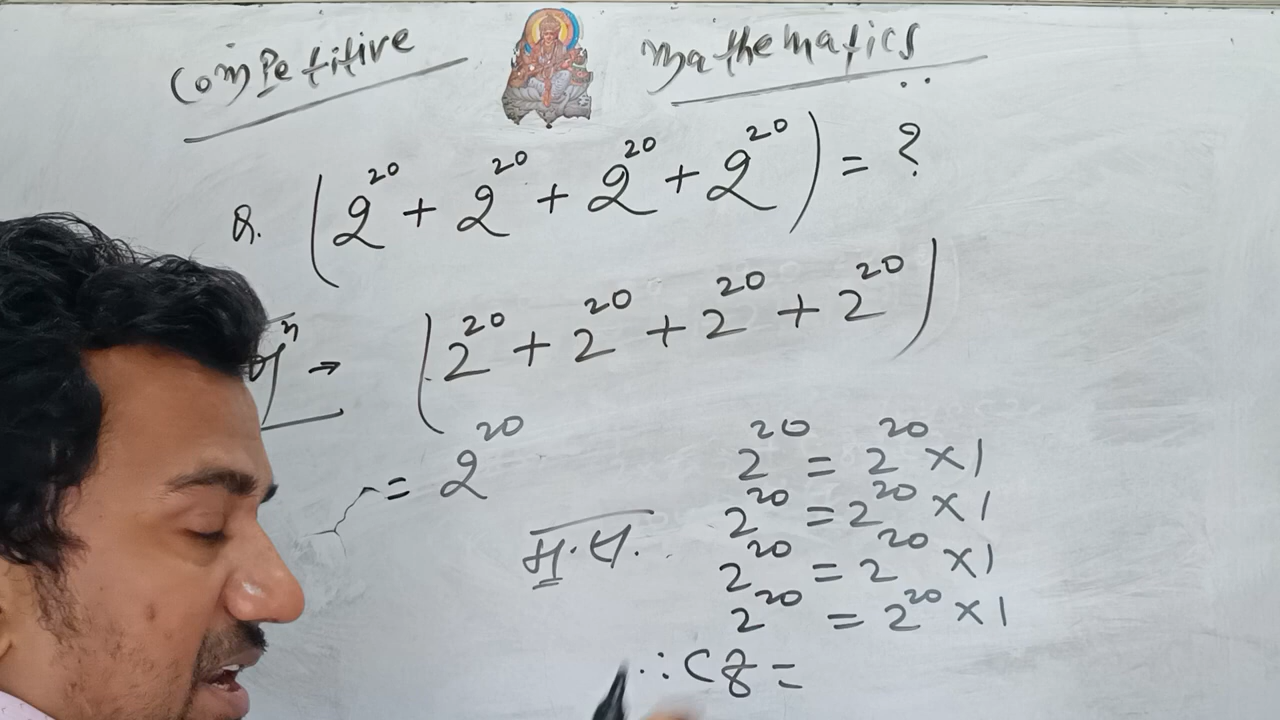 Competitive Mathematics
Q. (2²⁰ + 2²⁰ + 2²⁰ + 2²⁰) = ?
→ (2²⁰ + 2²⁰ + 2²⁰ + 2²⁰)
= 2²⁰
2²⁰ = 2²⁰ × 1
2²⁰ = 2²⁰ × 1
2²⁰ = 2²⁰ × 1
2²⁰ = 2²⁰ × 1